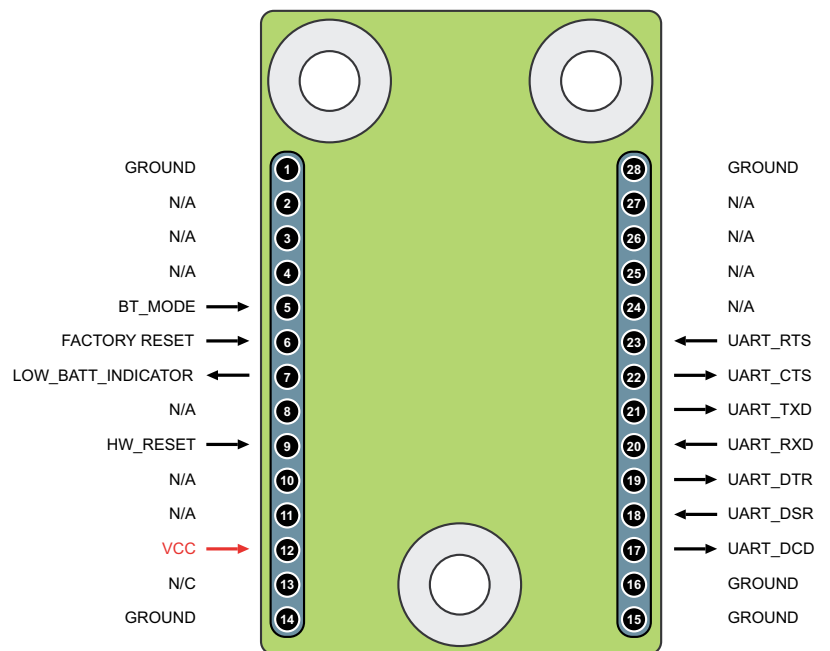 GROUND 1 28 GROUND
N/A 2 27 N/A
N/A 3 26 N/A
N/A 4 25 N/A
BT_MODE 5 24 N/A
FACTORY RESET 6 23 UART_RTS
LOW_BATT_INDICATOR 7 22 UART_CTS
N/A 8 21 UART_TXD
HW_RESET 9 20 UART_RXD
N/A 10 19 UART_DTR
N/A 11 18 UART_DSR
VCC 12 17 UART_DCD
N/C 13 16 GROUND
GROUND 14 15 GROUND